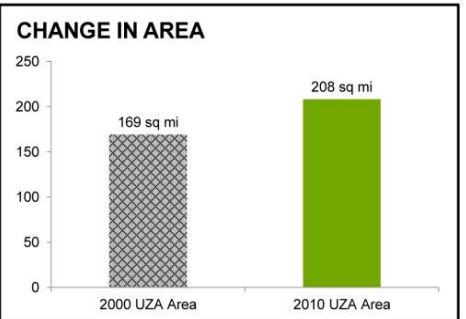 CHANGE IN AREA
250
200
150
100
50
0
169 sq mi
208 sq mi
2000 UZA Area
2010 UZA Area